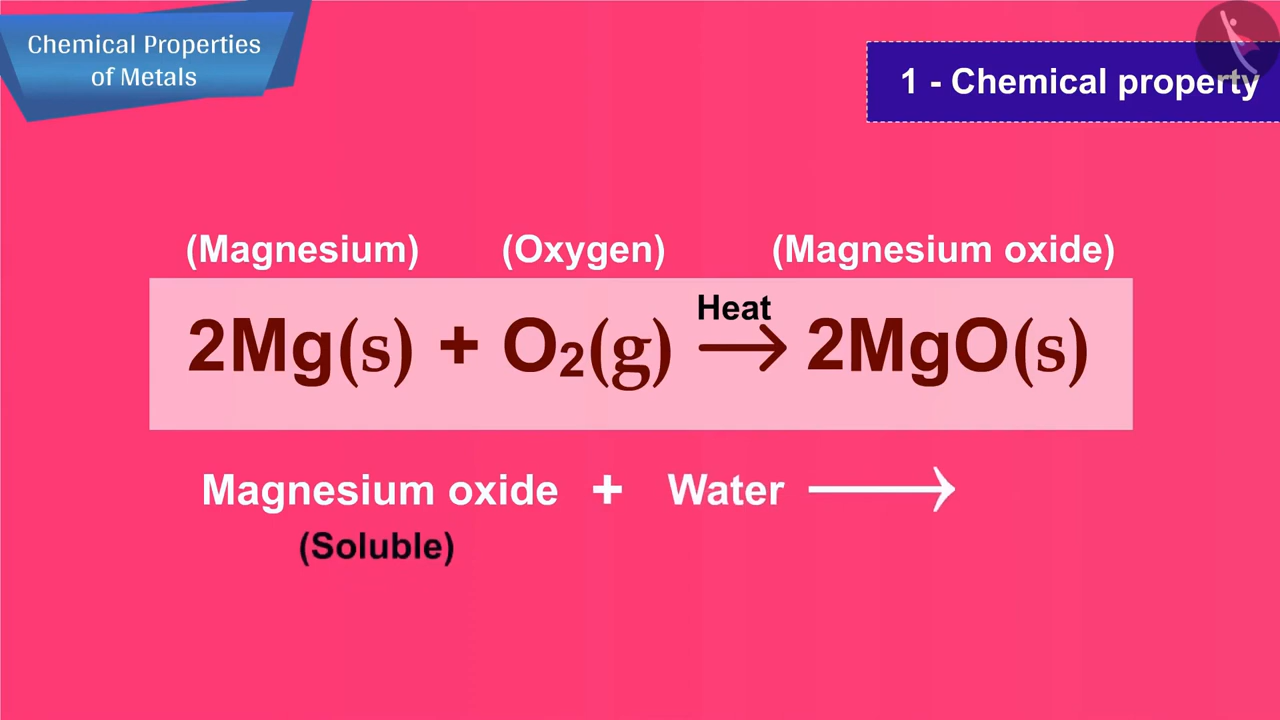 Chemical Properties
of Metals
1 - Chemical property
(Magnesium) (Oxygen) (Magnesium oxide)
Heat
2Mg(s) + O₂(g) → 2MgO(s)
Magnesium oxide + Water →
(Soluble)